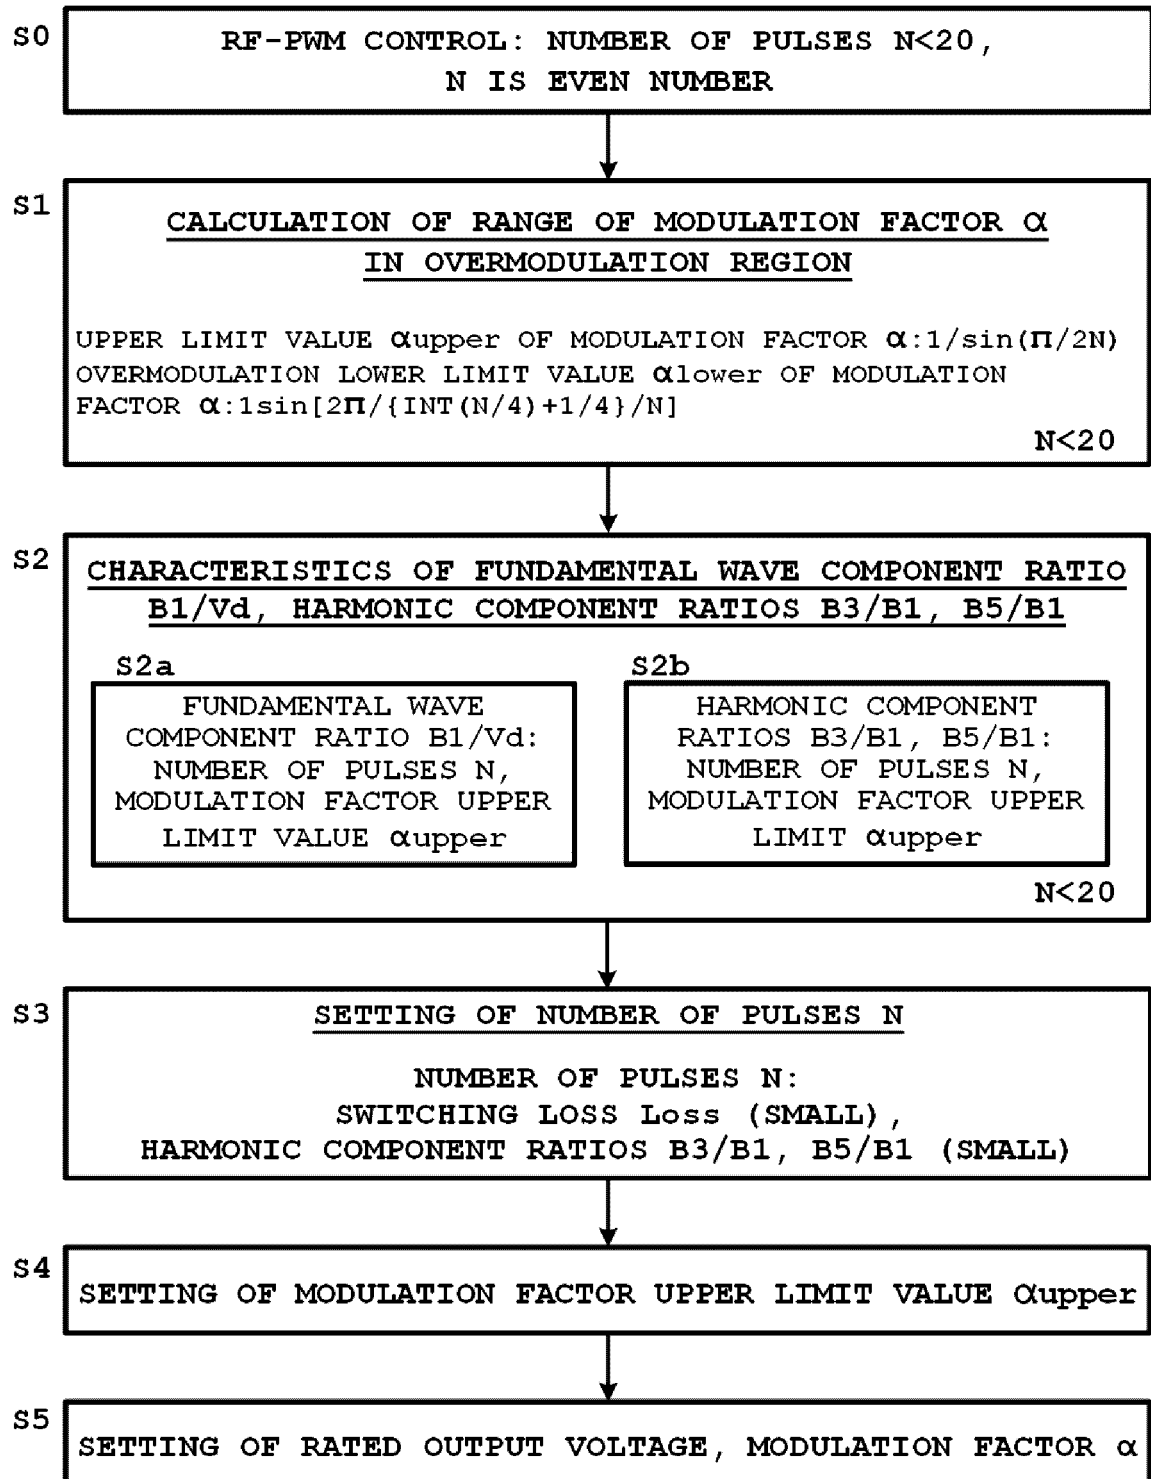 S0
RF-PWM CONTROL: NUMBER OF PULSES N<20,
N IS EVEN NUMBER
S1
CALCULATION OF RANGE OF MODULATION FACTOR α
IN OVERMODULATION REGION
UPPER LIMIT VALUE αupper OF MODULATION FACTOR α:1/sin(π/2N)
OVERMODULATION LOWER LIMIT VALUE αlower OF MODULATION
FACTOR α:1sin[2π/{INT(N/4)+1/4}/N]
N<20
S2
CHARACTERISTICS OF FUNDAMENTAL WAVE COMPONENT RATIO
B1/Vd, HARMONIC COMPONENT RATIOS B3/B1, B5/B1
S2a
FUNDAMENTAL WAVE
COMPONENT RATIO B1/Vd:
NUMBER OF PULSES N,
MODULATION FACTOR UPPER
LIMIT VALUE αupper
S2b
HARMONIC COMPONENT
RATIOS B3/B1, B5/B1:
NUMBER OF PULSES N,
MODULATION FACTOR UPPER
LIMIT αupper
N<20
S3
SETTING OF NUMBER OF PULSES N
NUMBER OF PULSES N:
SWITCHING LOSS Loss (SMALL),
HARMONIC COMPONENT RATIOS B3/B1, B5/B1 (SMALL)
S4
SETTING OF MODULATION FACTOR UPPER LIMIT VALUE αupper
S5
SETTING OF RATED OUTPUT VOLTAGE, MODULATION FACTOR α